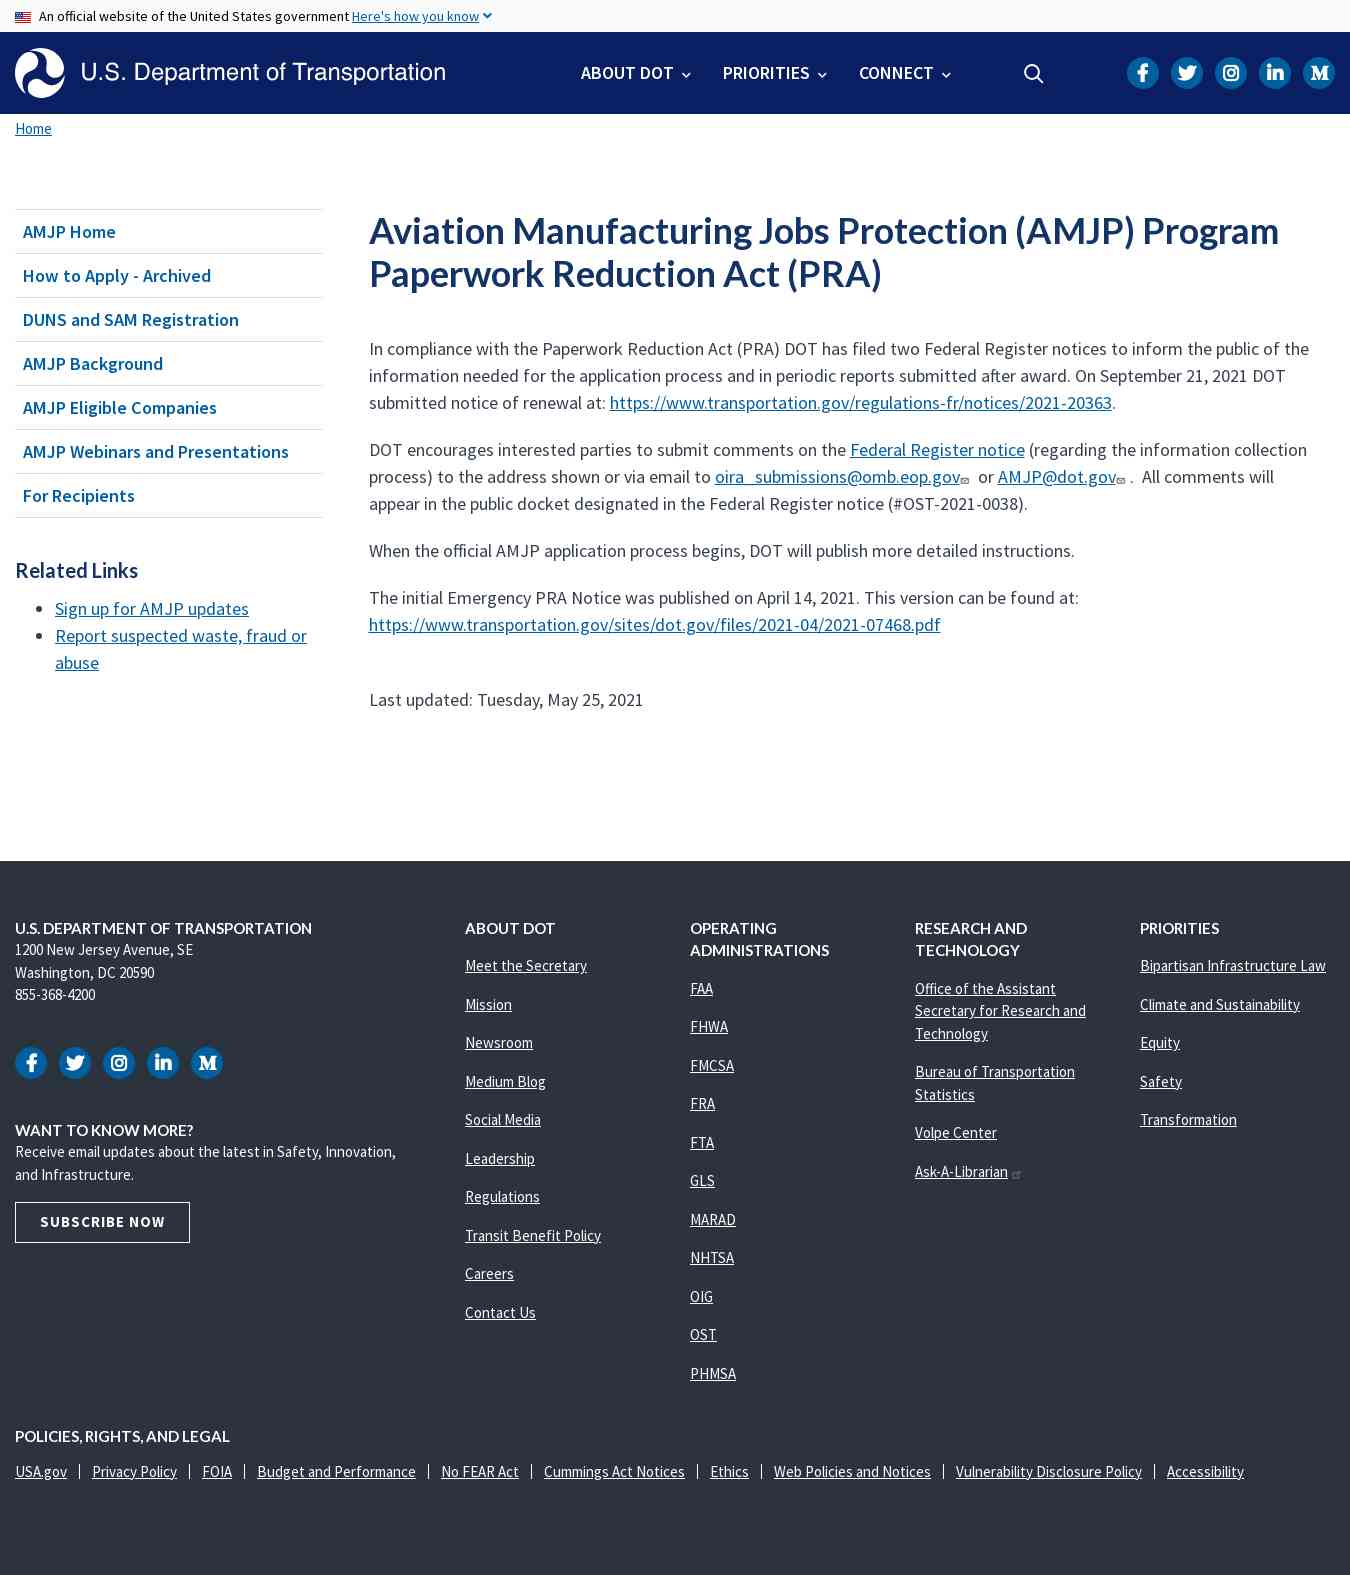 An official website of the United States government Here's how you know
U.S. Department of Transportation
ABOUT DOT PRIORITIES CONNECT
Home
AMJP Home
How to Apply - Archived
DUNS and SAM Registration
AMJP Background
AMJP Eligible Companies
AMJP Webinars and Presentations
For Recipients
Related Links
Sign up for AMJP updates
Report suspected waste, fraud or
abuse
Aviation Manufacturing Jobs Protection (AMJP) Program
Paperwork Reduction Act (PRA)
In compliance with the Paperwork Reduction Act (PRA) DOT has filed two Federal Register notices to inform the public of the
information needed for the application process and in periodic reports submitted after award. On September 21, 2021 DOT
submitted notice of renewal at: https://www.transportation.gov/regulations-fr/notices/2021-20363.
DOT encourages interested parties to submit comments on the Federal Register notice (regarding the information collection
process) to the address shown or via email to oira_submissions@omb.eop.gov or AMJP@dot.gov. All comments will
appear in the public docket designated in the Federal Register notice (#OST-2021-0038).
When the official AMJP application process begins, DOT will publish more detailed instructions.
The initial Emergency PRA Notice was published on April 14, 2021. This version can be found at:
https://www.transportation.gov/sites/dot.gov/files/2021-04/2021-07468.pdf
Last updated: Tuesday, May 25, 2021
U.S. DEPARTMENT OF TRANSPORTATION
1200 New Jersey Avenue, SE
Washington, DC 20590
855-368-4200
WANT TO KNOW MORE?
Receive email updates about the latest in Safety, Innovation,
and Infrastructure.
SUBSCRIBE NOW
ABOUT DOT
Meet the Secretary
Mission
Newsroom
Medium Blog
Social Media
Leadership
Regulations
Transit Benefit Policy
Careers
Contact Us
OPERATING
ADMINISTRATIONS
FAA
FHWA
FMCSA
FRA
FTA
GLS
MARAD
NHTSA
OIG
OST
PHMSA
RESEARCH AND
TECHNOLOGY
Office of the Assistant
Secretary for Research and
Technology
Bureau of Transportation
Statistics
Volpe Center
Ask-A-Librarian
PRIORITIES
Bipartisan Infrastructure Law
Climate and Sustainability
Equity
Safety
Transformation
POLICIES, RIGHTS, AND LEGAL
USA.gov Privacy Policy FOIA Budget and Performance No FEAR Act Cummings Act Notices Ethics Web Policies and Notices Vulnerability Disclosure Policy Accessibility